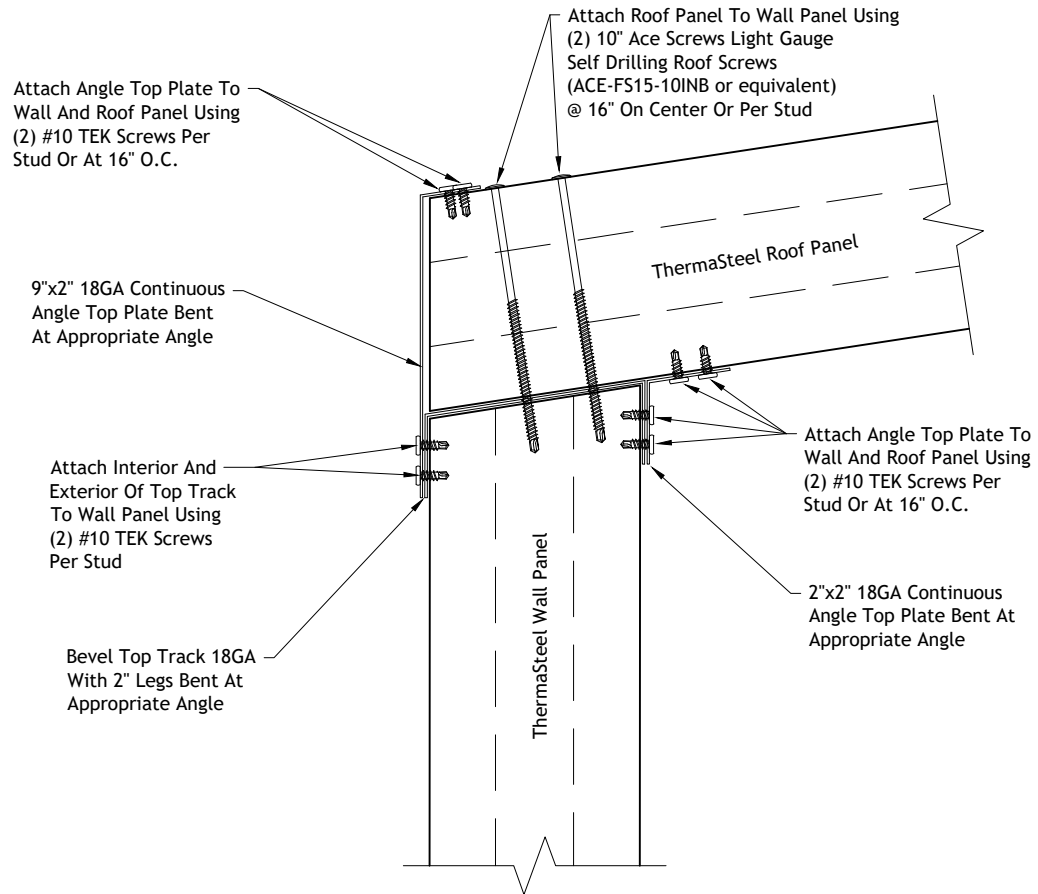 Attach Roof Panel To Wall Panel Using
(2) 10" Ace Screws Light Gauge
Self Drilling Roof Screws
(ACE-FS15-10INB or equivalent)
@ 16" On Center Or Per Stud
Attach Angle Top Plate To
Wall And Roof Panel Using
(2) #10 TEK Screws Per
Stud Or At 16" O.C.
ThermaSteel Roof Panel
9"x2" 18GA Continuous
Angle Top Plate Bent
At Appropriate Angle
Attach Interior And
Exterior Of Top Track
To Wall Panel Using
(2) #10 TEK Screws
Per Stud
Attach Angle Top Plate To
Wall And Roof Panel Using
(2) #10 TEK Screws Per
Stud Or At 16" O.C.
ThermaSteel Wall Panel
2"x2" 18GA Continuous
Angle Top Plate Bent At
Appropriate Angle
Bevel Top Track 18GA
With 2" Legs Bent At
Appropriate Angle